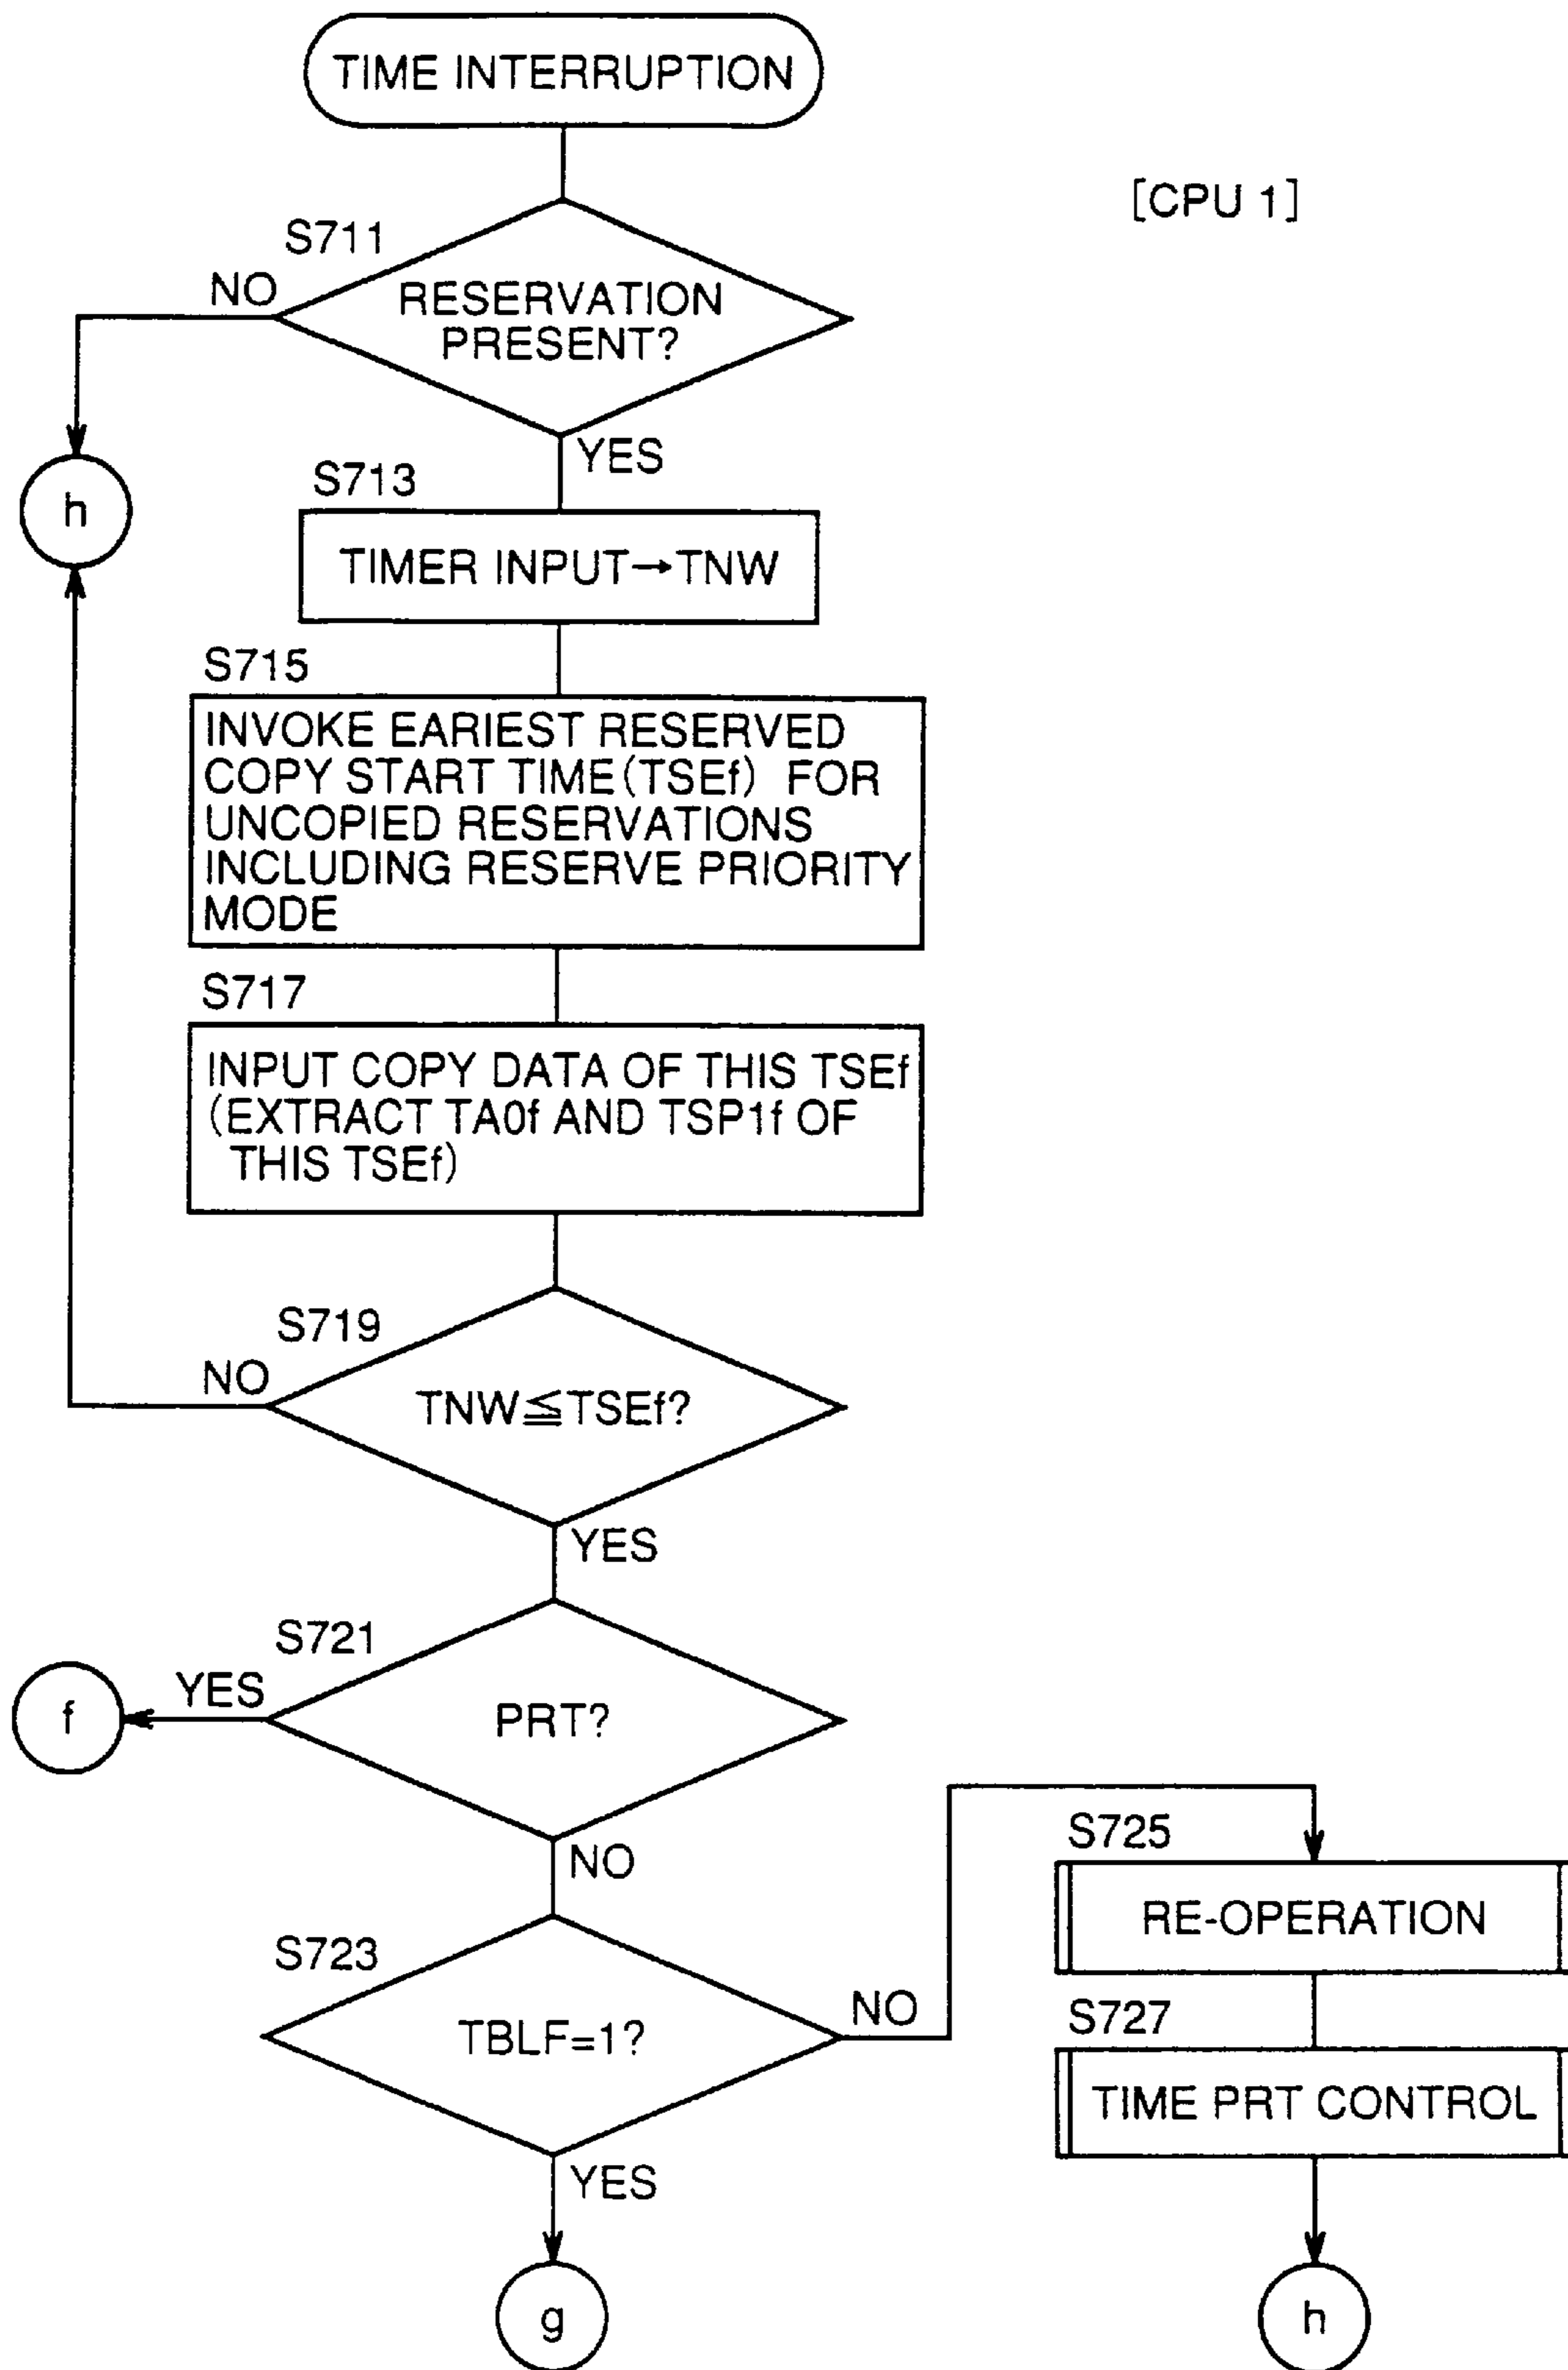 TIME INTERRUPTION
[CPU 1]
S711
NO
RESERVATION
PRESENT?
YES
h
S713
TIMER INPUT→TNW
S715
INVOKE EARIEST RESERVED
COPY START TIME(TSEf) FOR
UNCOPIED RESERVATIONS
INCLUDING RESERVE PRIORITY
MODE
S717
INPUT COPY DATA OF THIS TSEf
(EXTRACT TA0f AND TSP1f OF
THIS TSEf)
S719
NO
TNW≦TSEf?
YES
S721
YES
f
PRT?
NO
S723
TBLF=1?
NO
YES
g
S725
RE-OPERATION
S727
TIME PRT CONTROL
h